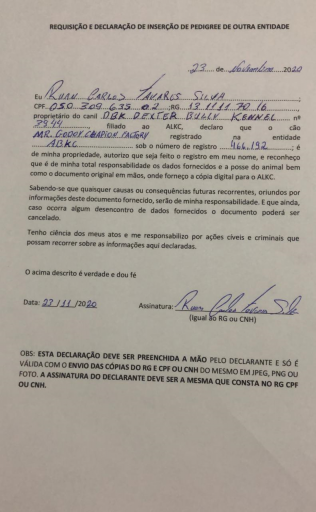 REQUISIÇÃO E DECLARAÇÃO DE INSERÇÃO DE PEDIGREE DE OUTRA ENTIDADE
23 de Novembro 2020
Eu Ruan Carlos Tavares Silva
CPF 050 309 635 02 RG 13 11 11 70 16
proprietário do canil DBK DEXTER BULLY KENNEL nº
7944, filiado ao ALKC, declaro que o cão
MR. GODOY CHAMPION FACTORY registrado na entidade
ABKC sob o número de registro 466.192; é
de minha propriedade, autorizo que seja feito o registro em meu nome, e reconheço
que é de minha total responsabilidade os dados fornecidos e a posse do animal bem
como o documento original em mãos, onde forneço a cópia digital para o ALKC.
Sabendo-se que quaisquer causas ou consequências futuras recorrentes, oriundos por
informações deste documento fornecido, serão de minha responsabilidade. E que ainda,
caso ocorra algum desencontro de dados fornecidos o documento poderá ser
cancelado.
Tenho ciência dos meus atos e me responsabilizo por ações cíveis e criminais que
possam recorrer sobre as informações aqui declaradas.
O acima descrito é verdade e dou fé
Data: 23/11/2020 Assinatura: Ruan Carlos Tavares Silva
(Igual ao RG ou CNH)
OBS: ESTA DECLARAÇÃO DEVE SER PREENCHIDA A MÃO PELO DECLARANTE E SÓ É
VÁLIDA COM O ENVIO DAS CÓPIAS DO RG E CPF OU CNH DO MESMO EM JPEG, PNG OU
FOTO. A ASSINATURA DO DECLARANTE DEVE SER A MESMA QUE CONSTA NO RG CPF
OU CNH.